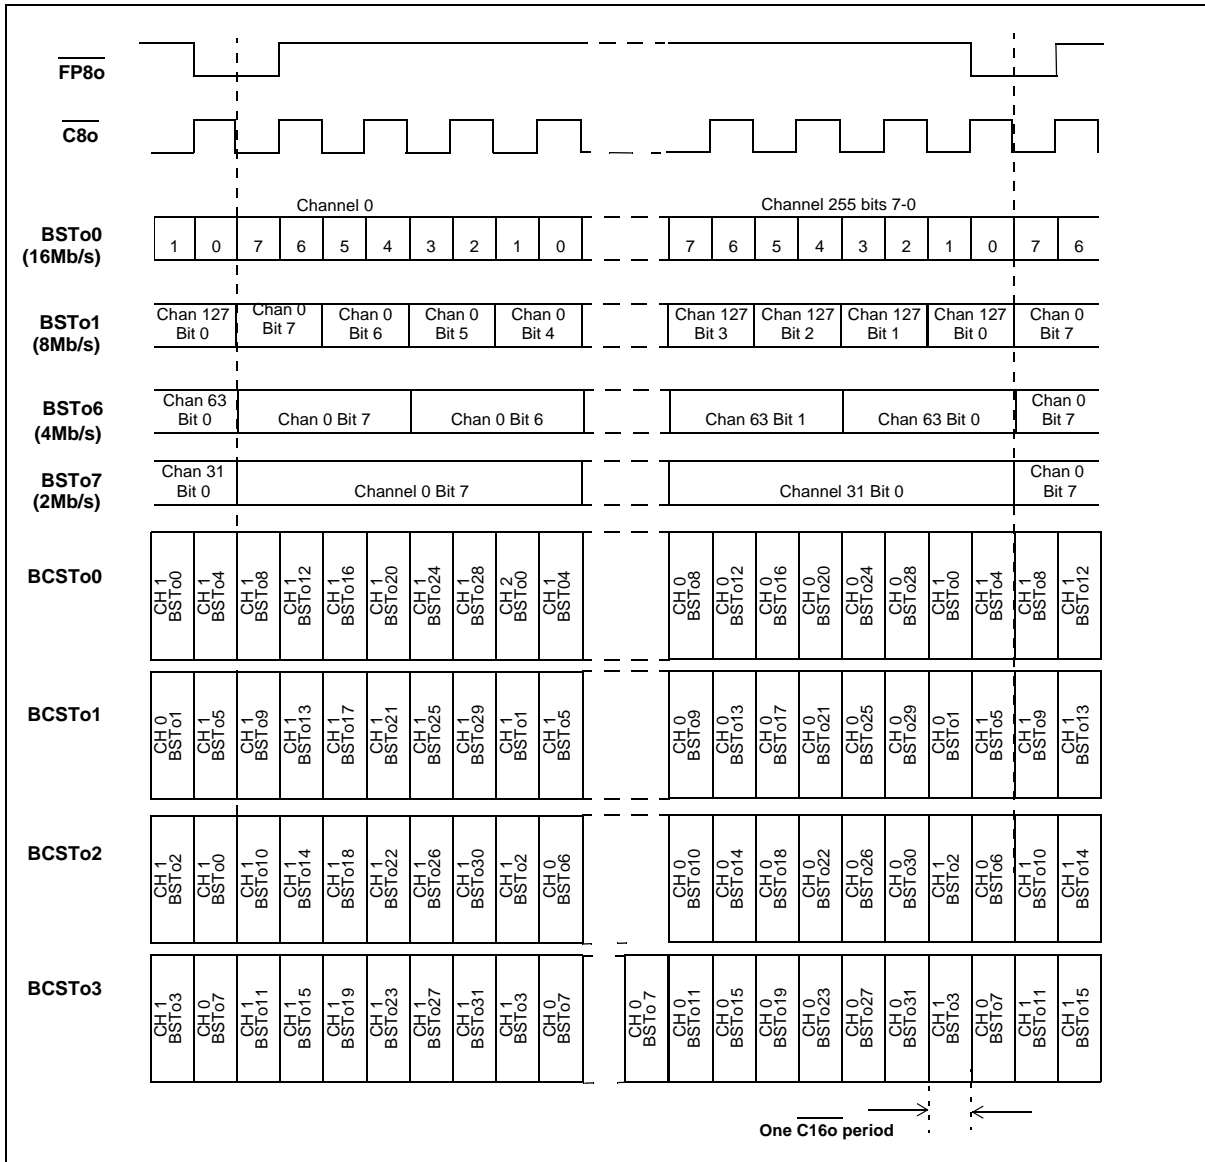 FP8o
C8o
Channel 0
Channel 255 bits 7-0
BSTo0
(16Mb/s)
1 0 7 6 5 4 3 2 1 0 7 6 5 4 3 2 1 0 7 6
BSTo1
(8Mb/s)
Chan 127 Bit 0
Chan 0 Bit 7
Chan 0 Bit 6
Chan 0 Bit 5
Chan 0 Bit 4
Chan 127 Bit 3
Chan 127 Bit 2
Chan 127 Bit 1
Chan 127 Bit 0
Chan 0 Bit 7
BSTo6
(4Mb/s)
Chan 63 Bit 0
Chan 0 Bit 7
Chan 0 Bit 6
Chan 63 Bit 1
Chan 63 Bit 0
Chan 0 Bit 7
BSTo7
(2Mb/s)
Chan 31 Bit 0
Channel 0 Bit 7
Channel 31 Bit 0
Chan 0 Bit 7
BCSTo0
CH 1 BSTo0
CH 1 BSTo4
CH 1 BSTo8
CH 1 BSTo12
CH 1 BSTo16
CH 1 BSTo20
CH 1 BSTo24
CH 1 BSTo28
CH 2 BSTo0
CH 1 BSTo4
CH 0 BSTo8
CH 0 BSTo12
CH 0 BSTo16
CH 0 BSTo20
CH 0 BSTo24
CH 0 BSTo28
CH 1 BSTo0
CH 1 BSTo4
CH 1 BSTo8
CH 1 BSTo12
BCSTo1
CH 0 BSTo1
CH 1 BSTo5
CH 1 BSTo9
CH 1 BSTo13
CH 1 BSTo17
CH 1 BSTo21
CH 1 BSTo25
CH 1 BSTo29
CH 1 BSTo1
CH 1 BSTo5
CH 0 BSTo9
CH 0 BSTo13
CH 0 BSTo17
CH 0 BSTo21
CH 0 BSTo25
CH 0 BSTo29
CH 0 BSTo1
CH 1 BSTo5
CH 1 BSTo9
CH 1 BSTo13
BCSTo2
CH 1 BSTo2
CH 1 BSTo0
CH 1 BSTo10
CH 1 BSTo14
CH 1 BSTo18
CH 1 BSTo22
CH 1 BSTo26
CH 1 BSTo30
CH 1 BSTo2
CH 0 BSTo6
CH 0 BSTo10
CH 0 BSTo14
CH 0 BSTo18
CH 0 BSTo22
CH 0 BSTo26
CH 0 BSTo30
CH 1 BSTo2
CH 0 BSTo6
CH 1 BSTo10
CH 1 BSTo14
BCSTo3
CH 1 BSTo3
CH 0 BSTo7
CH 1 BSTo11
CH 1 BSTo15
CH 1 BSTo19
CH 1 BSTo23
CH 1 BSTo27
CH 1 BSTo31
CH 1 BSTo3
CH 0 BSTo7
CH 0 BSTo 7
CH 0 BSTo11
CH 0 BSTo15
CH 0 BSTo19
CH 0 BSTo23
CH 0 BSTo27
CH 0 BSTo31
CH 1 BSTo3
CH 0 BSTo7
CH 1 BSTo11
CH 1 BSTo15
One C16o period